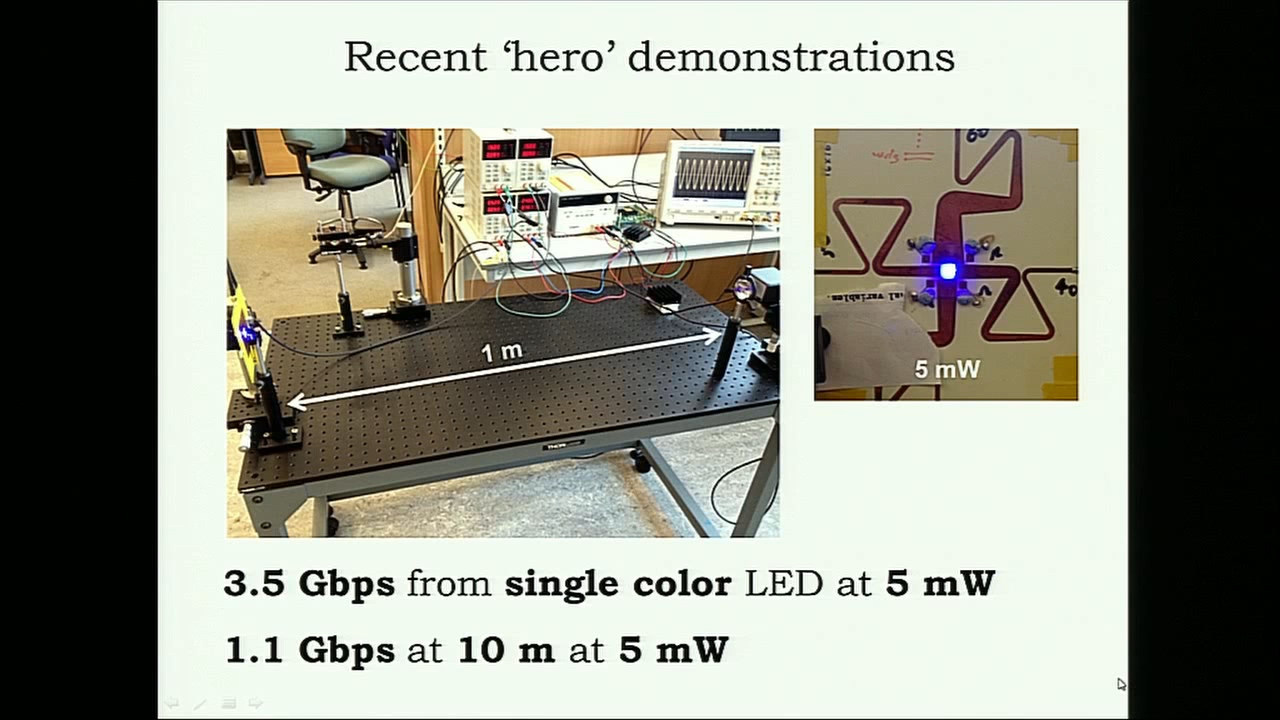 Recent ‘hero’ demonstrations
1 m
5 mW
3.5 Gbps from single color LED at 5 mW
1.1 Gbps at 10 m at 5 mW